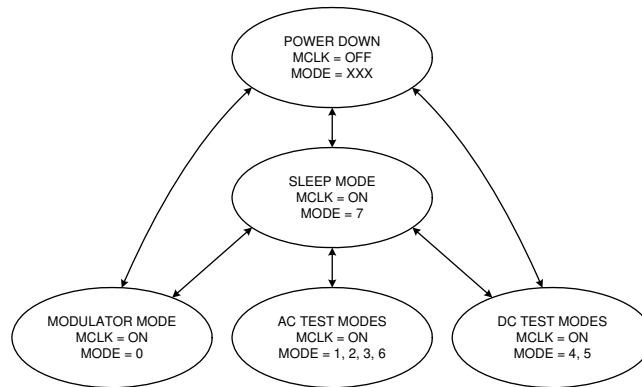 POWER DOWN
MCLK = OFF
MODE = XXX
SLEEP MODE
MCLK = ON
MODE = 7
MODULATOR MODE
MCLK = ON
MODE = 0
AC TEST MODES
MCLK = ON
MODE = 1, 2, 3, 6
DC TEST MODES
MCLK = ON
MODE = 4, 5